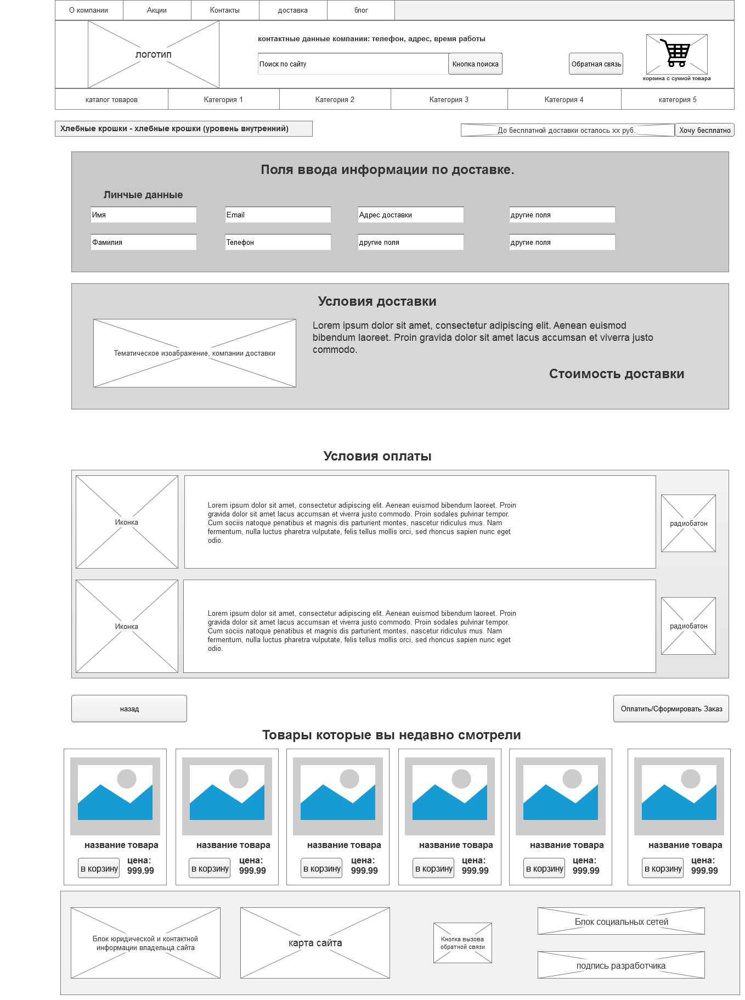 О компании
Акции
Контакты
доставка
блог
логотип
контактные данные компании: телефон, адрес, время работы
Поиск по сайту
Кнопка поиска
Обратная связь
корзина с суммой товара
каталог товаров
Категория 1
Категория 2
Категория 3
Категория 4
категория 5
Хлебные крошки - хлебные крошки (уровень внутренний)
До бесплатной доставки осталось хх руб.
Хочу бесплатно
Поля ввода информации по доставке.
Линчые данные
Имя
Email
Адрес доставки
другие поля
Фамилия
Телефон
другие поля
другие поля
Условия доставки
Тематическое изоабражение, компании доставки
Lorem ipsum dolor sit amet, consectetur adipiscing elit. Aenean euismod
bibendum laoreet. Proin gravida dolor sit amet lacus accumsan et viverra justo
commodo.
Стоимость доставки
Условия оплаты
Иконка
Lorem ipsum dolor sit amet, consectetur adipiscing elit. Aenean euismod bibendum laoreet. Proin
gravida dolor sit amet lacus accumsan et viverra justo commodo. Proin sodales pulvinar tempor.
Cum sociis natoque penatibus et magnis dis parturient montes, nascetur ridiculus mus. Nam
fermentum, nulla luctus pharetra vulputate, felis tellus mollis orci, sed rhoncus sapien nunc eget
odio.
радиобатон
Иконка
Lorem ipsum dolor sit amet, consectetur adipiscing elit. Aenean euismod bibendum laoreet. Proin
gravida dolor sit amet lacus accumsan et viverra justo commodo. Proin sodales pulvinar tempor.
Cum sociis natoque penatibus et magnis dis parturient montes, nascetur ridiculus mus. Nam
fermentum, nulla luctus pharetra vulputate, felis tellus mollis orci, sed rhoncus sapien nunc eget
odio.
радиобатон
назад
Оплатить/Сформировать Заказ
Товары которые вы недавно смотрели
название товара
в корзину
цена:
999.99
название товара
в корзину
цена:
999.99
название товара
в корзину
цена:
999.99
название товара
в корзину
цена:
999.99
название товара
в корзину
цена:
999.99
название товара
в корзину
цена:
999.99
Блок юридической и контактной
информации владельца сайта
карта сайта
Кнопка вызова
обратной связи
Блок социальных сетей
подпись разработчика